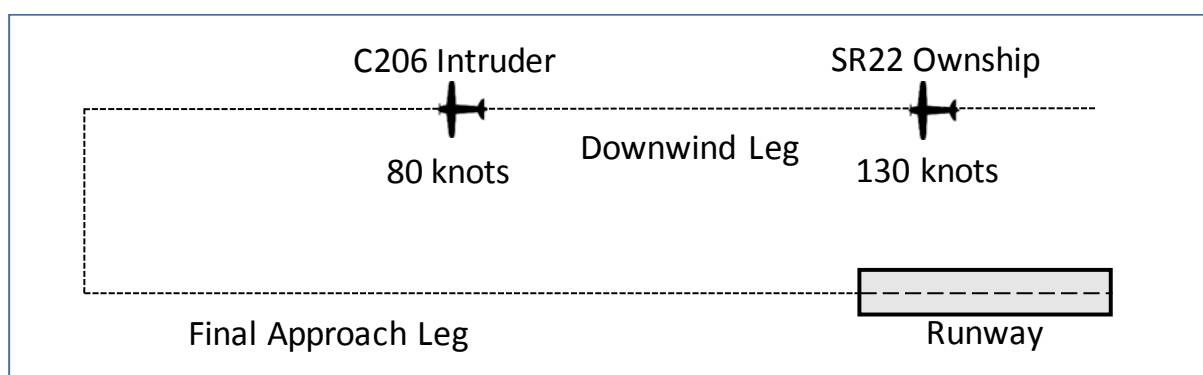 C206 Intruder
SR22 Ownship
80 knots
Downwind Leg
130 knots
Final Approach Leg
Runway